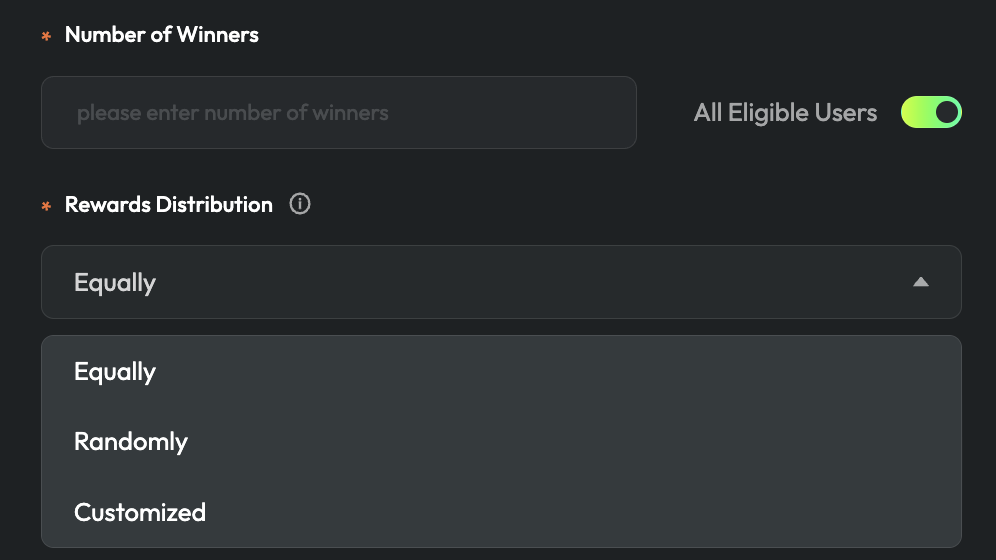 * Number of Winners
please enter number of winners
All Eligible Users
* Rewards Distribution
Equally
Equally
Randomly
Customized